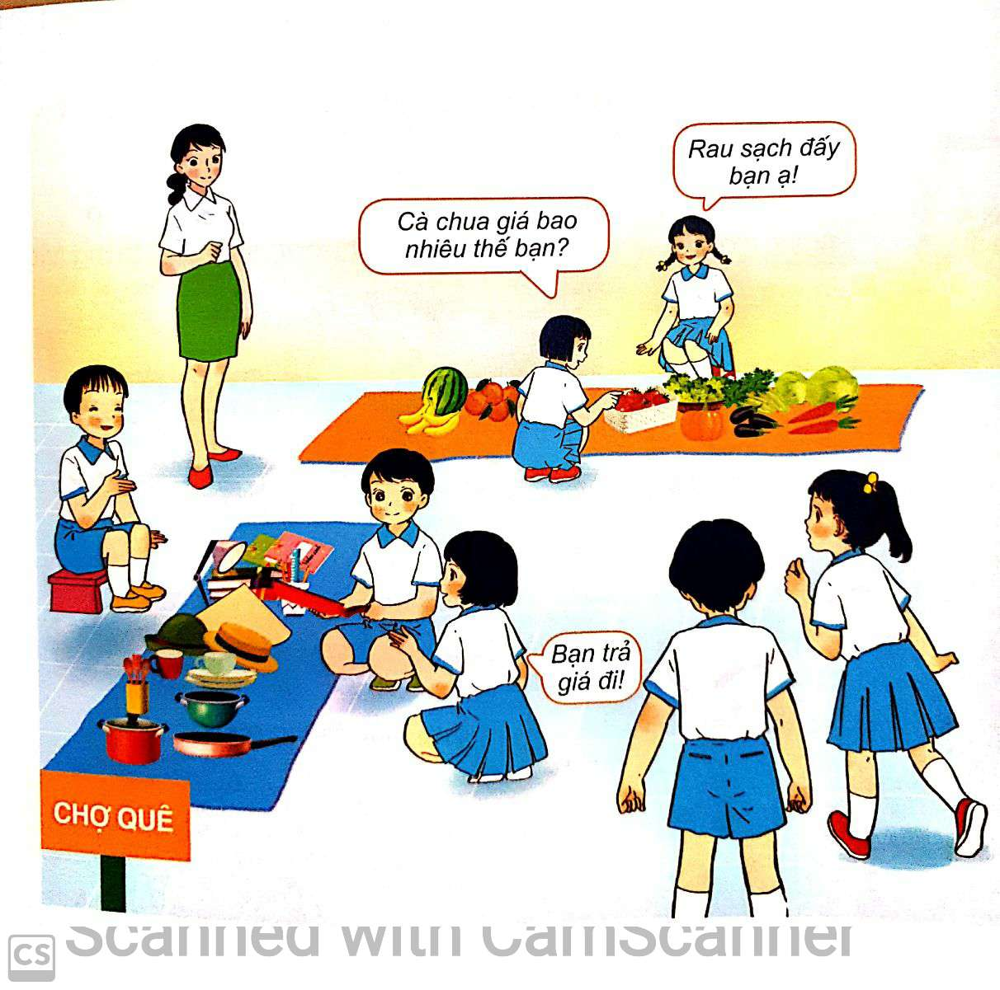 Rau sạch đấy
bạn ạ!
Cà chua giá bao
nhiêu thế bạn?
Bạn trả
giá đi!
CHỢ QUÊ
CS Scanned with CamScanner